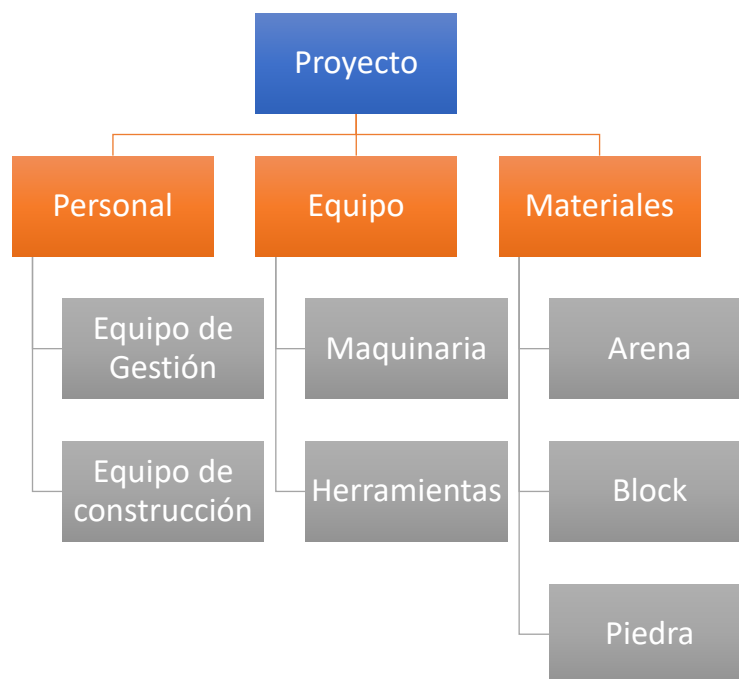 Proyecto
Personal
Equipo
Materiales
Equipo de
Gestión
Maquinaria
Arena
Equipo de
construcción
Herramientas
Block
Piedra